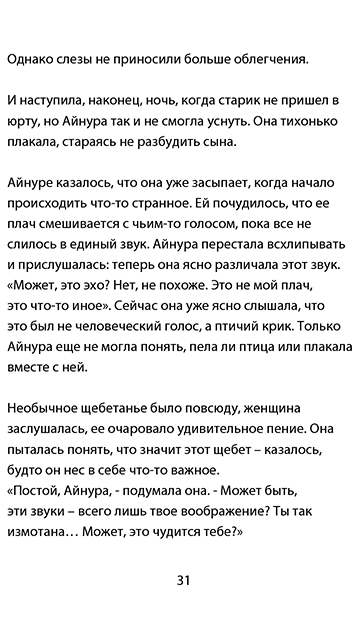 Однако слезы не приносили больше облегчения.
И наступила, наконец, ночь, когда старик не пришел в
юрту, но Айнура так и не смогла уснуть. Она тихонько
плакала, стараясь не разбудить сына.
Айнуре казалось, что она уже засыпает, когда начало
происходить что-то странное. Ей почудилось, что ее
плач смешивается с чьим-то голосом, пока все не
слилось в единый звук. Айнура перестала всхлипывать
и прислушалась: теперь она ясно различала этот звук.
«Может, это эхо? Нет, не похоже. Это не мой плач,
это что-то иное». Сейчас она уже ясно слышала, что
это был не человеческий голос, а птичий крик. Только
Айнура еще не могла понять, пела ли птица или плакала
вместе с ней.
Необычное щебетанье было повсюду, женщина
заслушалась, ее очаровало удивительное пение. Она
пыталась понять, что значит этот щебет – казалось,
будто он нес в себе что-то важное.
«Постой, Айнура, - подумала она. - Может быть,
эти звуки – всего лишь твое воображение? Ты так
измотана… Может, это чудится тебе?»
31